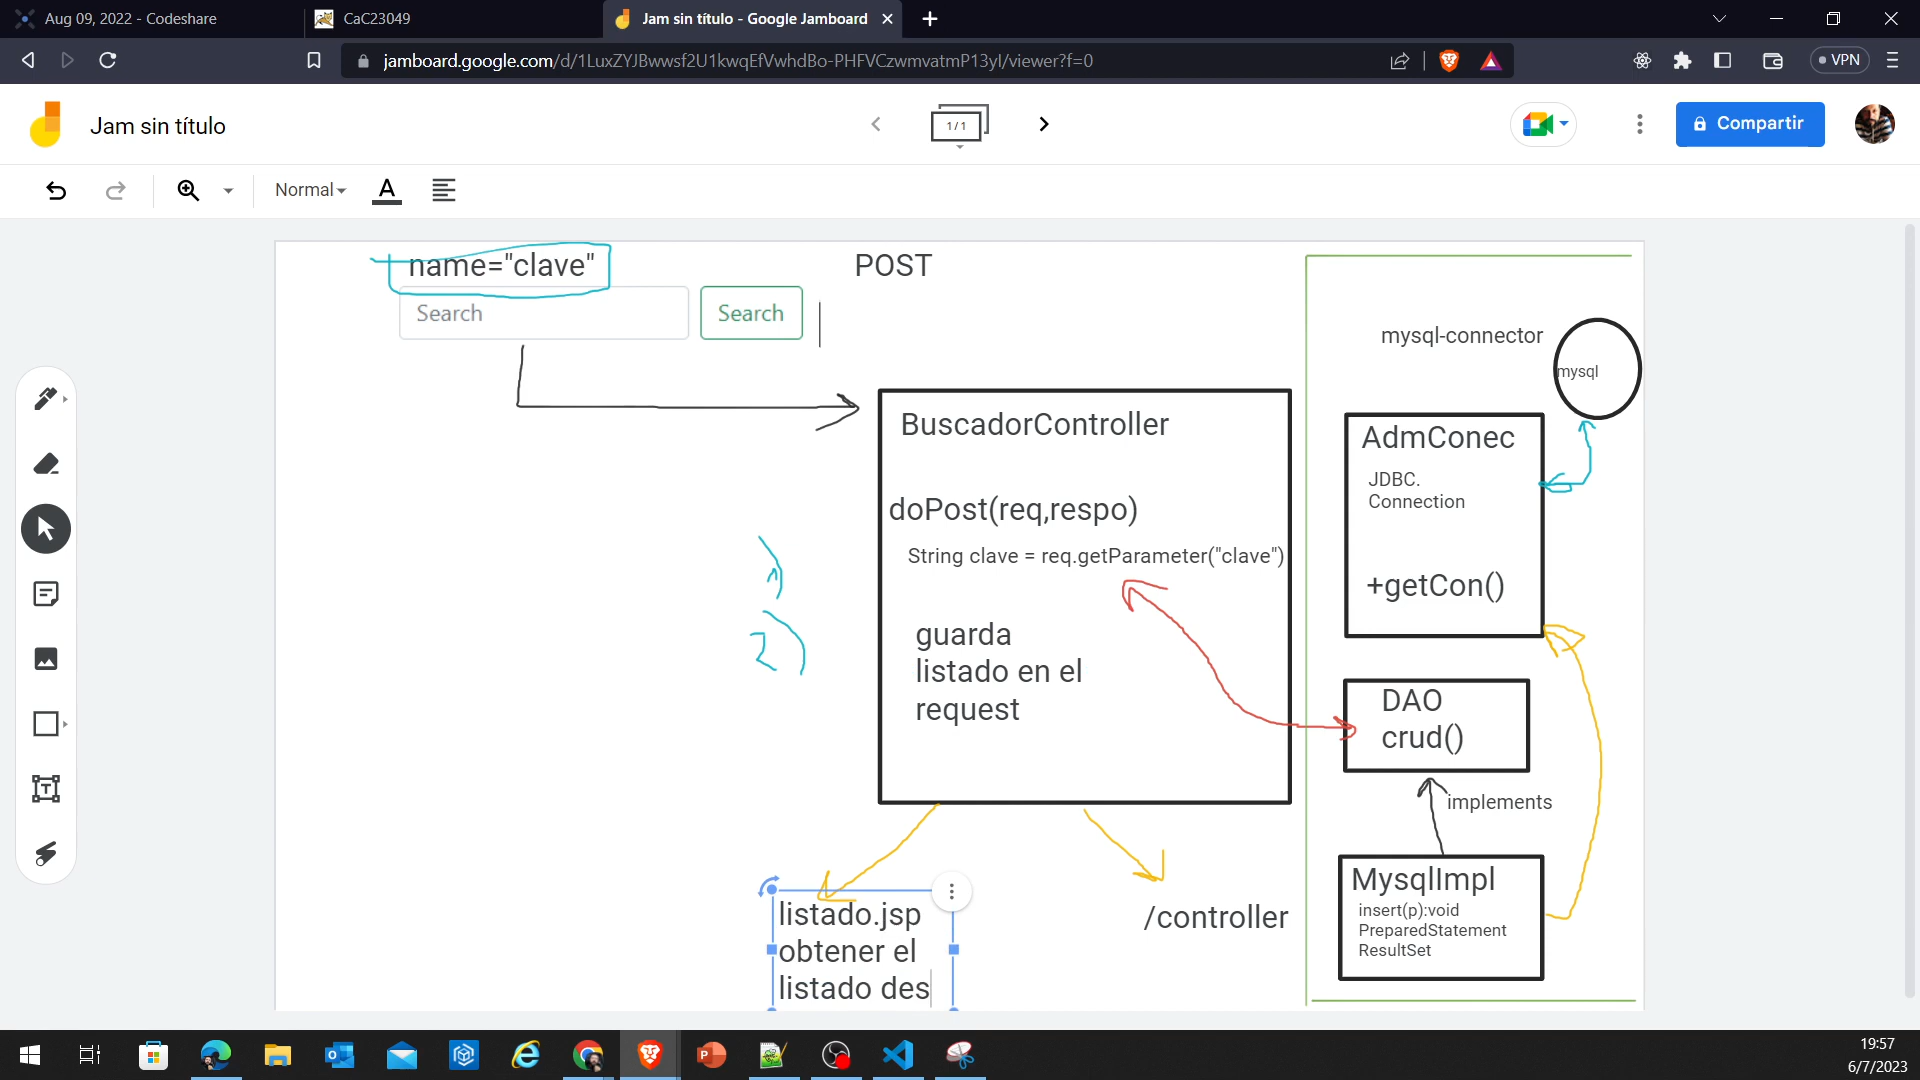 Aug 09, 2022 - Codeshare
CaC23049
Jam sin título - Google Jamboard
jamboard.google.com/d/1LuxZYJBwwsf2U1kwqEfVwhdBo-PHFVCzwmvatmP13yI/viewer?f=0
VPN
Jam sin título
1 / 1
Compartir
Normal
A
name="clave"
POST
Search
Search
mysql-connector
mysql
BuscadorController
AdmConec
JDBC.
Connection
doPost(req,respo)
String clave = req.getParameter("clave")
+getCon()
1)
2)
guarda
listado en el
request
DAO
crud()
implements
MysqlImpl
insert(p):void
PreparedStatement
ResultSet
listado.jsp
obtener el
listado des
/controller
19:57
6/7/2023